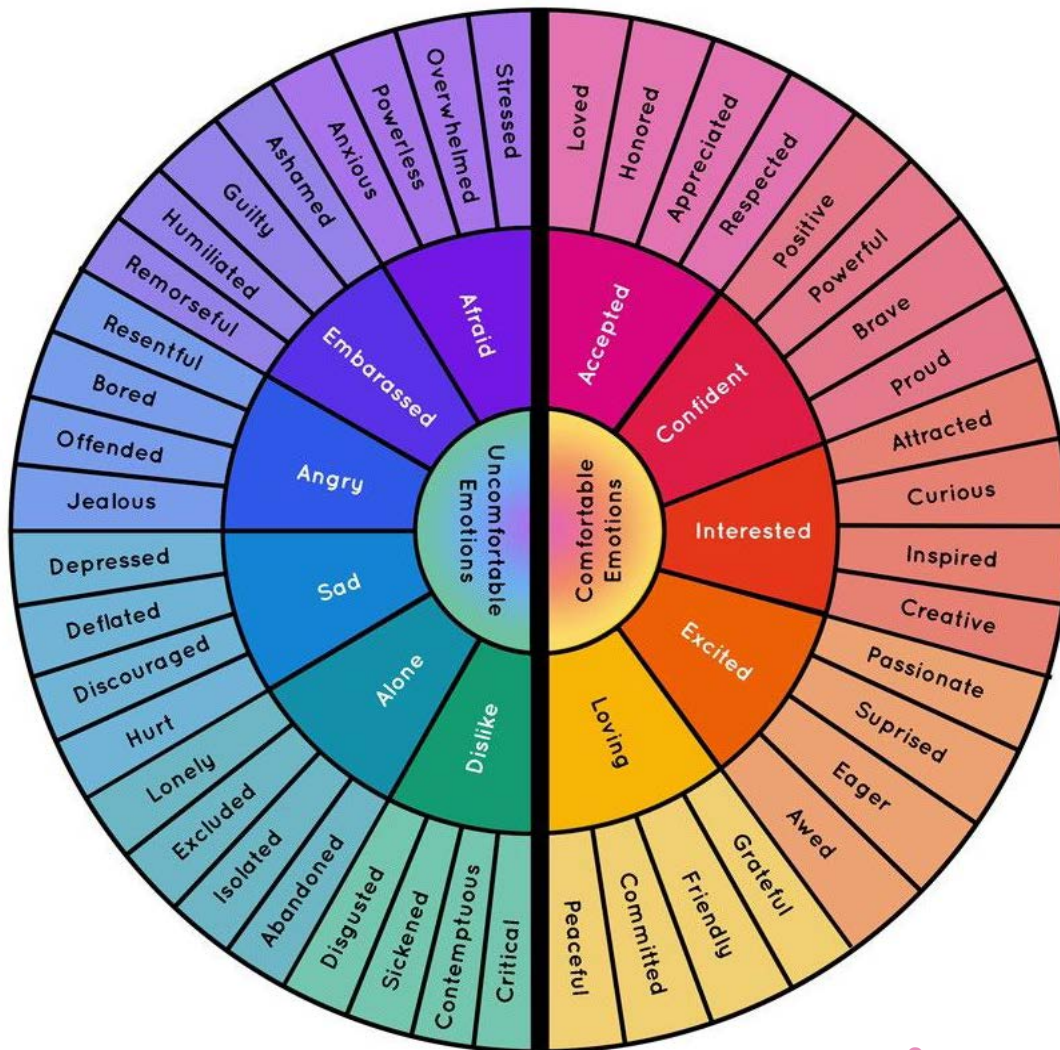 Uncomfortable
Emotions
Comfortable
Emotions
Accepted
Confident
Interested
Excited
Loving
Dislike
Alone
Sad
Angry
Embarassed
Afraid
Loved
Honored
Appreciated
Respected
Positive
Powerful
Brave
Proud
Attracted
Curious
Inspired
Creative
Passionate
Suprised
Eager
Awed
Grateful
Friendly
Committed
Peaceful
Critical
Contemptuous
Sickened
Disgusted
Abandoned
Isolated
Excluded
Lonely
Hurt
Discouraged
Deflated
Depressed
Jealous
Offended
Bored
Resentful
Remorseful
Humiliated
Guilty
Ashamed
Anxious
Powerless
Overwhelmed
Stressed